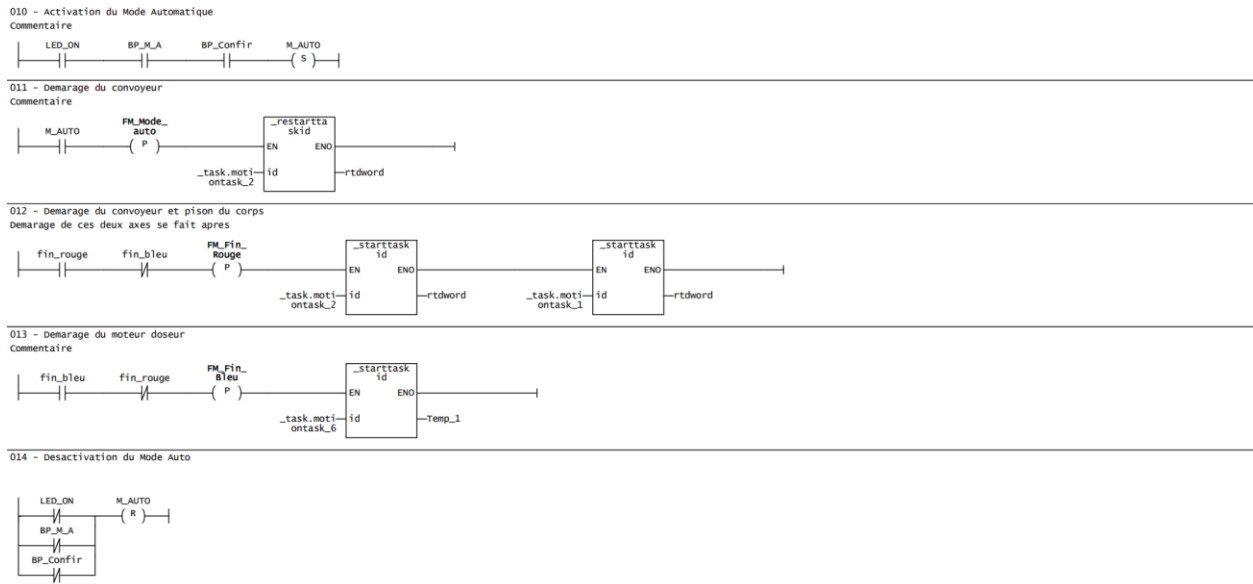 010 - Activation du Mode Automatique
Commentaire
LED_ON BP_M_A BP_Confir M_AUTO
S
011 - Demarage du convoyeur
Commentaire
M_AUTO FM_Mode_
auto
P
_restartta
skid
EN ENO
_task.moti
ontask_2
id rtdword
012 - Demarage du convoyeur et pison du corps
Demarage de ces deux axes se fait apres
fin_rouge fin_bleu FM_Fin_
Rouge
P
_starttask
id
EN ENO
_task.moti
ontask_2
id rtdword
_starttask
id
EN ENO
_task.moti
ontask_1
id rtdword
013 - Demarage du moteur doseur
Commentaire
fin_bleu fin_rouge FM_Fin_
Bleu
P
_starttask
id
EN ENO
_task.moti
ontask_6
id Temp_1
014 - Desactivation du Mode Auto
LED_ON M_AUTO
R
BP_M_A
BP_Confir